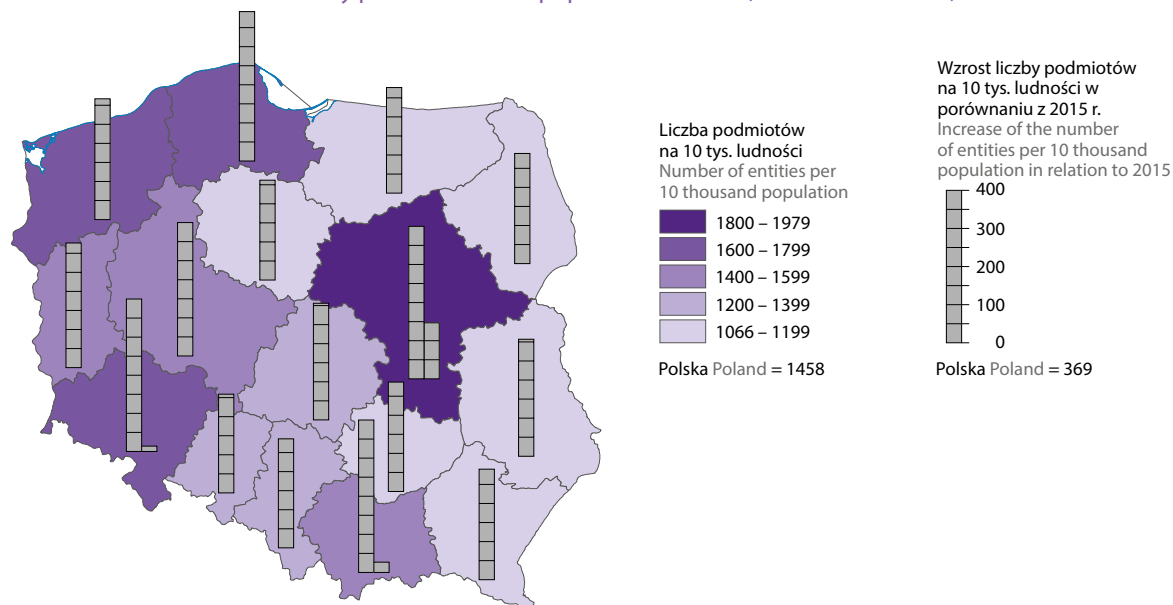 Liczba podmiotów
na 10 tys. ludności
Number of entities per
10 thousand population
1800 – 1979
1600 – 1799
1400 – 1599
1200 – 1399
1066 – 1199
Polska Poland = 1458
Wzrost liczby podmiotów
na 10 tys. ludności w
porównaniu z 2015 r.
Increase of the number
of entities per 10 thousand
population in relation to 2015
400
300
200
100
0
Polska Poland = 369